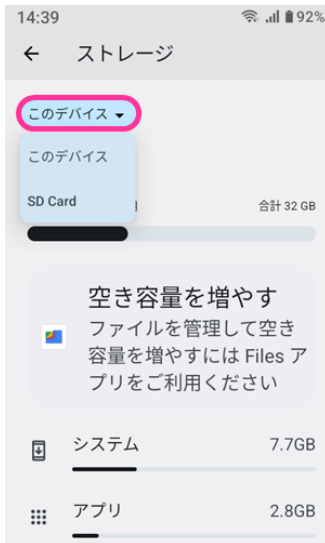 14:39
92%
ストレージ
このデバイス
このデバイス
SD Card
合計 32 GB
空き容量を増やす
ファイルを管理して空き
容量を増やすには Files ア
プリをご利用ください
システム 7.7GB
アプリ 2.8GB